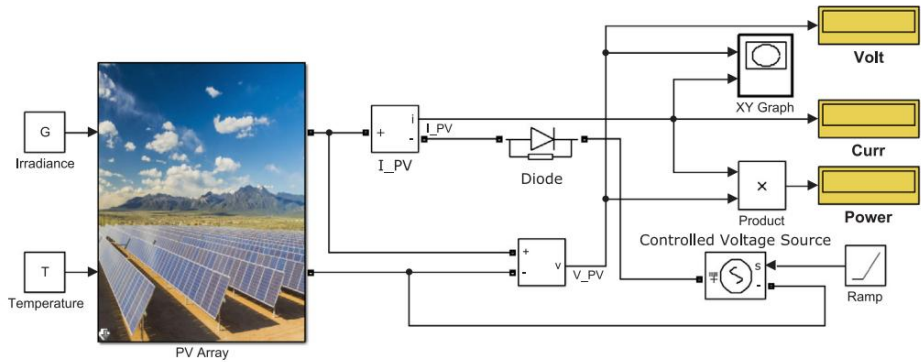 Volt
XY Graph
G
Irradiance
+
-
i
I_PV
I_PV
Diode
Curr
×
Product
Power
T
Temperature
PV Array
+
-
v
V_PV
Controlled Voltage Source
s
-
+
Ramp